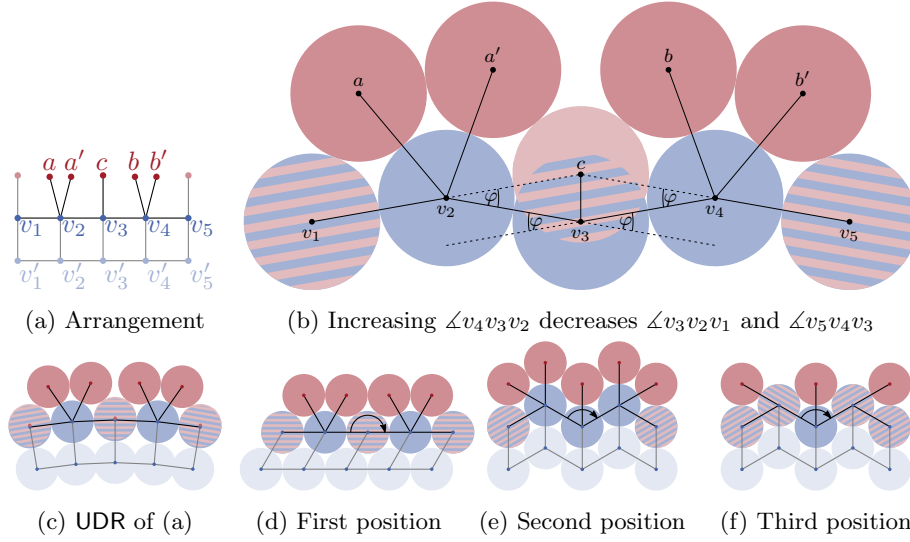 a a′ c b b′
v₁ v₂ v₃ v₄ v₅
v′₁ v′₂ v′₃ v′₄ v′₅
(a) Arrangement
a a′ b b′
c
v₁ v₂ φ v₃ φ φ v₄ φ v₅
(b) Increasing ∡v₄v₃v₂ decreases ∡v₃v₂v₁ and ∡v₅v₄v₃
(c) UDR of (a)
(d) First position
(e) Second position
(f) Third position